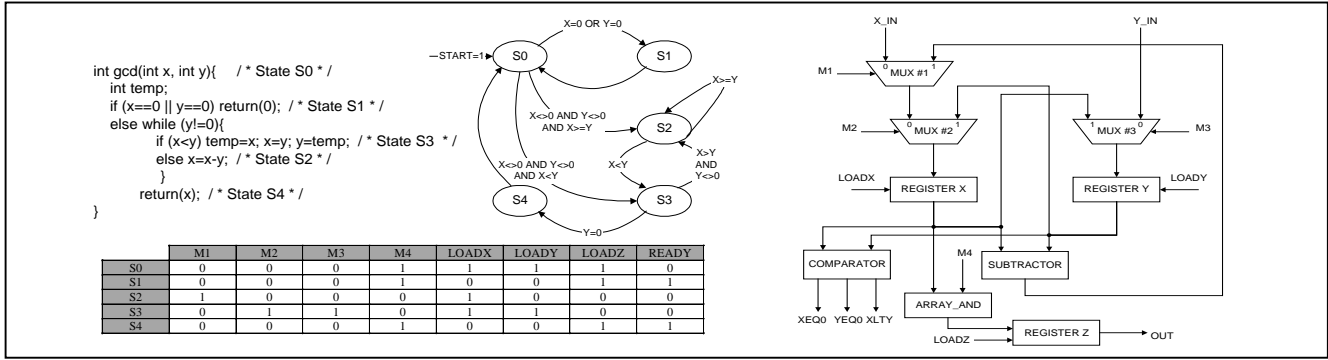 int gcd(int x, int y){ / * State S0 * /
int temp;
if (x==0 || y==0) return(0); / * State S1 * /
else while (y!=0){
if (x<y) temp=x; x=y; y=temp; / * State S3 * /
else x=x-y; / * State S2 * /
}
return(x); / * State S4 * /
}
X=0 OR Y=0
START=1
S0
S1
X>=Y
X<>0 AND Y<>0
AND X>=Y
S2
X<>0 AND Y<>0
AND X<Y
X<Y
X>Y
AND
Y<>0
S4
S3
Y=0
M1 M2 M3 M4 LOADX LOADY LOADZ READY
S0 0 0 0 1 1 1 1 0
S1 0 0 0 1 0 0 1 1
S2 1 0 0 0 1 0 0 0
S3 0 1 1 0 1 1 0 0
S4 0 0 0 1 0 0 1 1
X_IN
Y_IN
0 1
M1
MUX #1
0 1
M2
MUX #2
1 0
MUX #3
M3
LOADX
REGISTER X
REGISTER Y
LOADY
COMPARATOR
M4
SUBTRACTOR
ARRAY_AND
XEQ0 YEQ0 XLTY
LOADZ
REGISTER Z
OUT